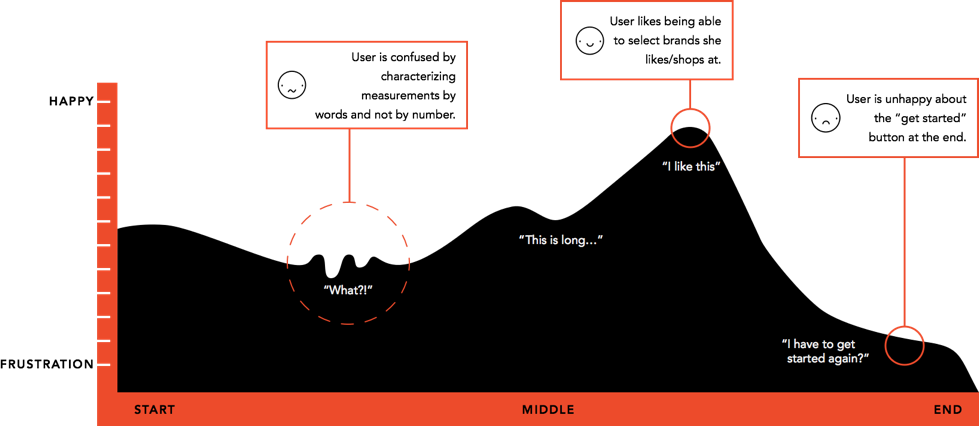 User likes being able
to select brands she
likes/shops at.
User is confused by
characterizing
measurements by
words and not by number.
User is unhappy about
the “get started”
button at the end.
HAPPY
“I like this”
“This is long...”
“What?!”
“I have to get
started again?”
FRUSTRATION
START
MIDDLE
END